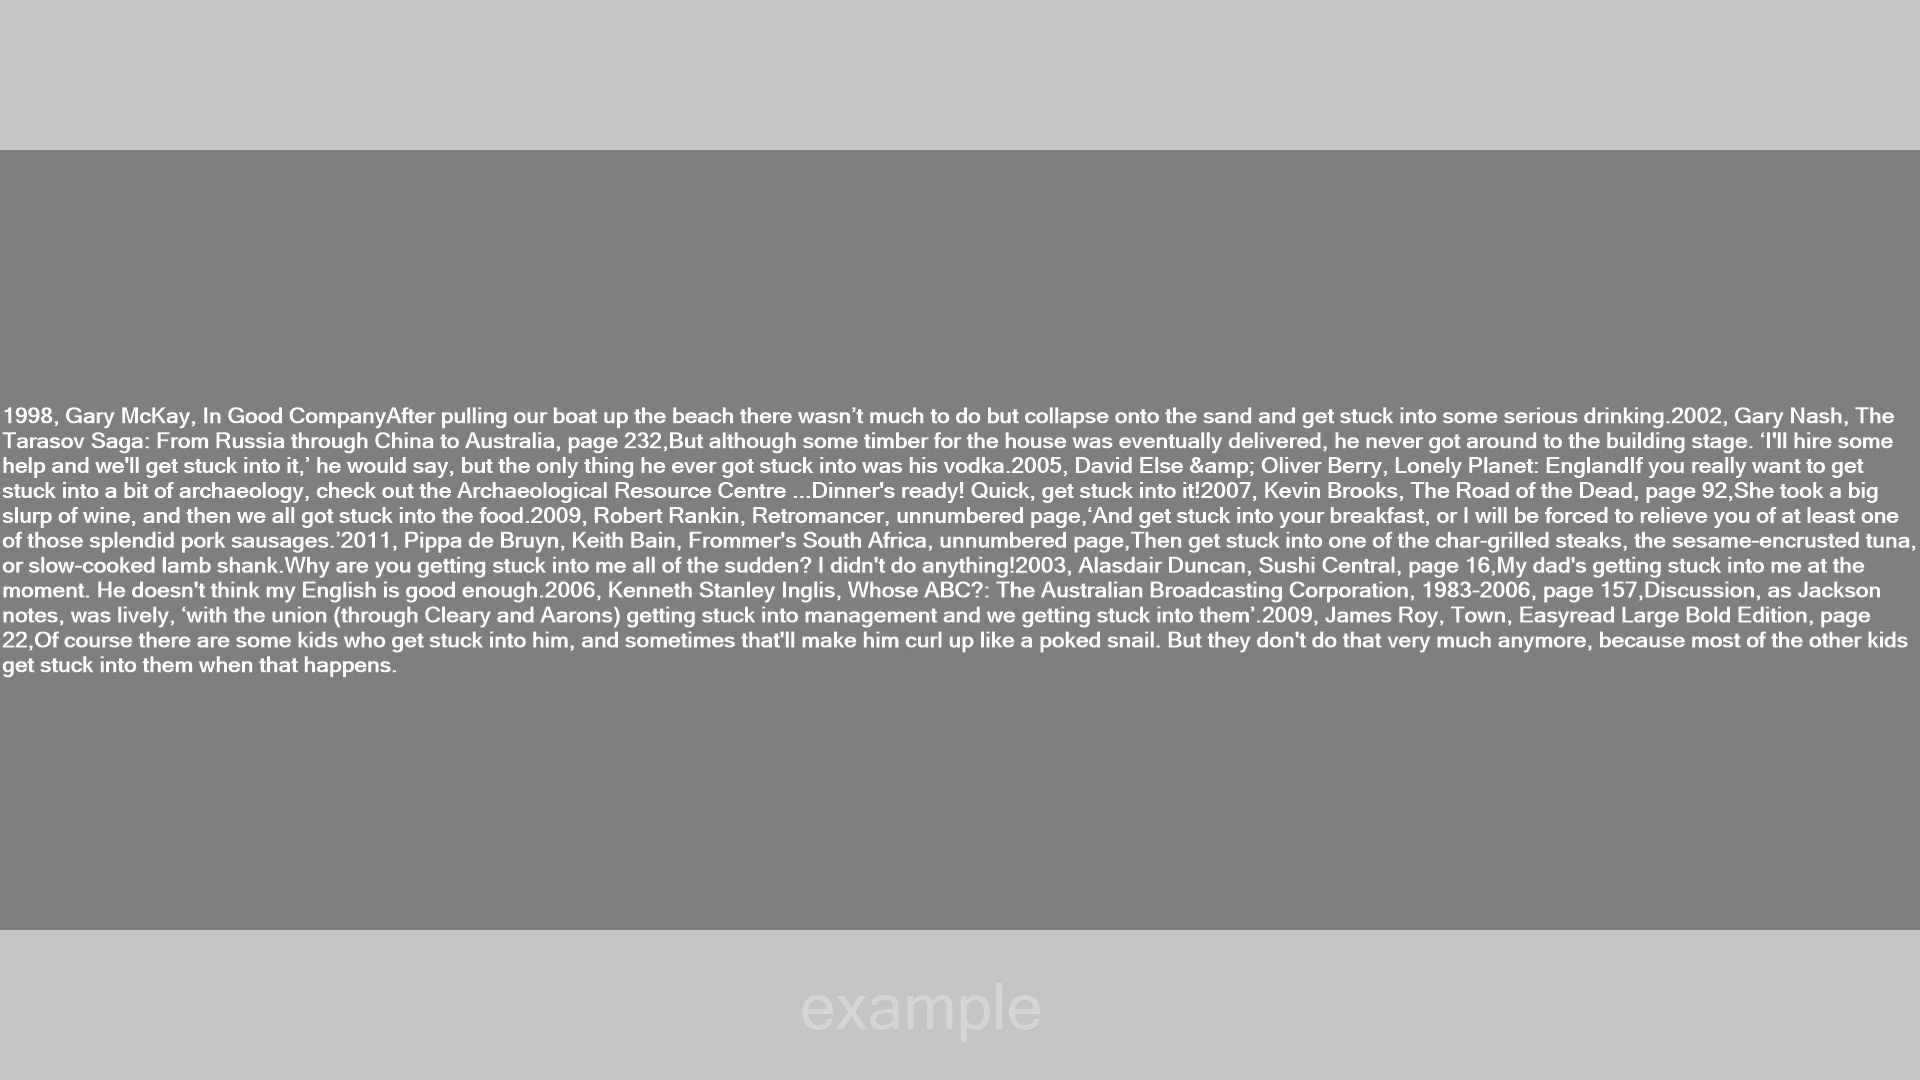 1998, Gary McKay, In Good CompanyAfter pulling our boat up the beach there wasn’t much to do but collapse onto the sand and get stuck into some serious drinking.2002, Gary Nash, The
Tarasov Saga: From Russia through China to Australia, page 232,But although some timber for the house was eventually delivered, he never got around to the building stage. ‘I'll hire some
help and we'll get stuck into it,’ he would say, but the only thing he ever got stuck into was his vodka.2005, David Else &amp; Oliver Berry, Lonely Planet: EnglandIf you really want to get
stuck into a bit of archaeology, check out the Archaeological Resource Centre ...Dinner's ready! Quick, get stuck into it!2007, Kevin Brooks, The Road of the Dead, page 92,She took a big
slurp of wine, and then we all got stuck into the food.2009, Robert Rankin, Retromancer, unnumbered page,‘And get stuck into your breakfast, or I will be forced to relieve you of at least one
of those splendid pork sausages.’2011, Pippa de Bruyn, Keith Bain, Frommer's South Africa, unnumbered page,Then get stuck into one of the char-grilled steaks, the sesame-encrusted tuna,
or slow-cooked lamb shank.Why are you getting stuck into me all of the sudden? I didn't do anything!2003, Alasdair Duncan, Sushi Central, page 16,My dad's getting stuck into me at the
moment. He doesn't think my English is good enough.2006, Kenneth Stanley Inglis, Whose ABC?: The Australian Broadcasting Corporation, 1983-2006, page 157,Discussion, as Jackson
notes, was lively, ‘with the union (through Cleary and Aarons) getting stuck into management and we getting stuck into them’.2009, James Roy, Town, Easyread Large Bold Edition, page
22,Of course there are some kids who get stuck into him, and sometimes that'll make him curl up like a poked snail. But they don't do that very much anymore, because most of the other kids
get stuck into them when that happens.
example